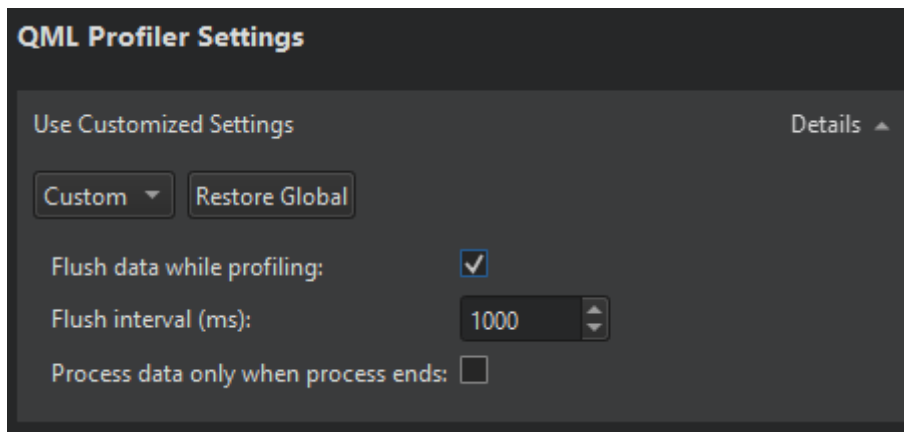 QML Profiler Settings
Use Customized Settings Details
Custom Restore Global
Flush data while profiling:
Flush interval (ms): 1000
Process data only when process ends: